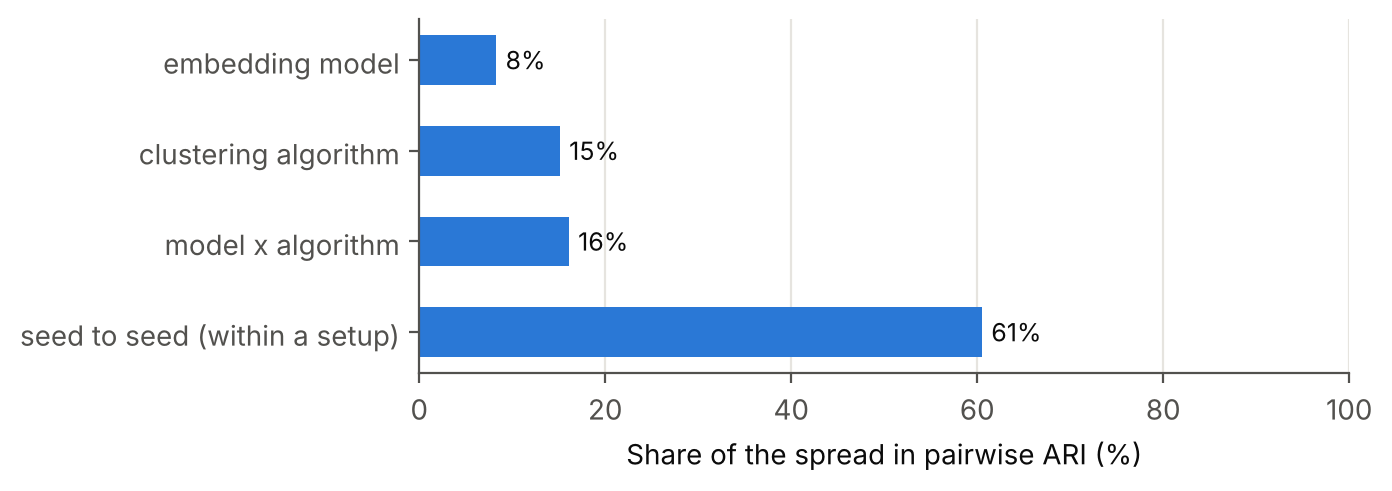 embedding model 8%
clustering algorithm 15%
model x algorithm 16%
seed to seed (within a setup) 61%
0 20 40 60 80 100
Share of the spread in pairwise ARI (%)